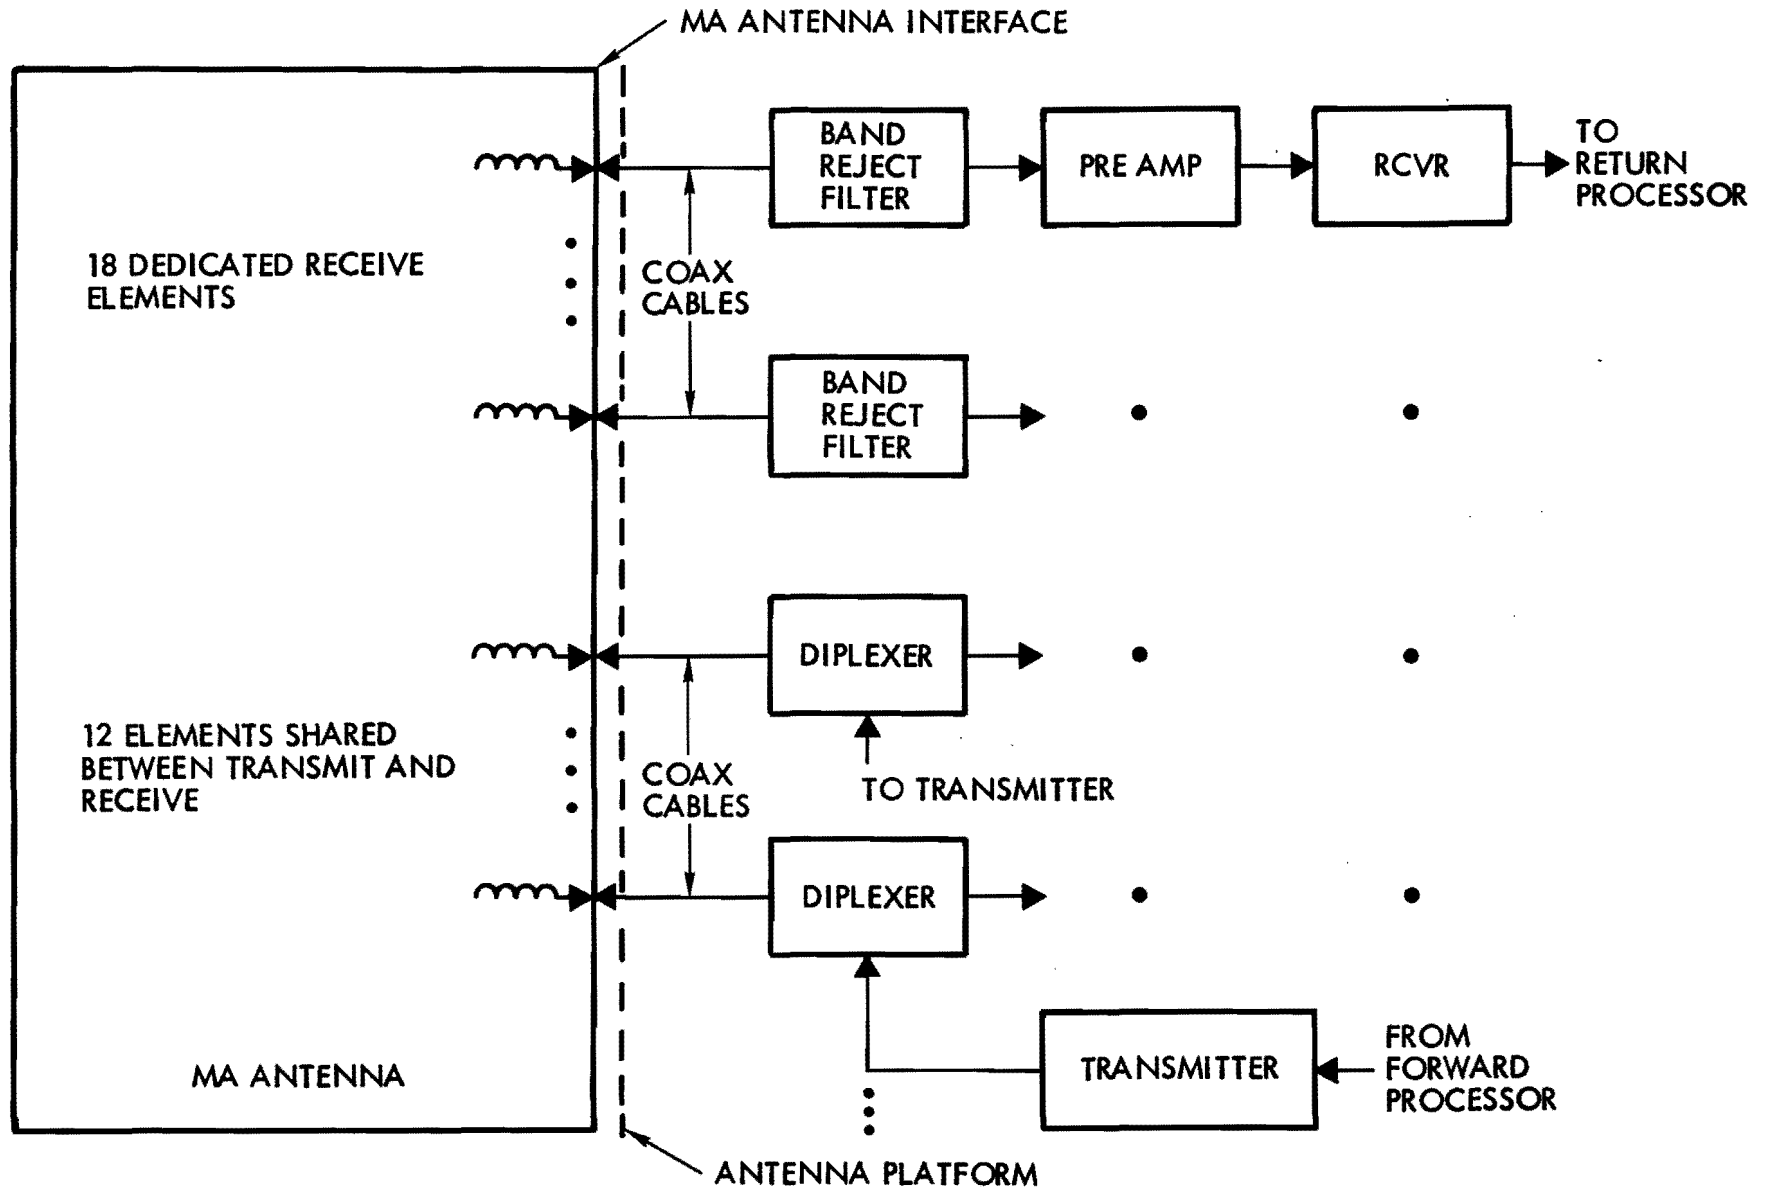 MA ANTENNA INTERFACE
BAND
REJECT
FILTER
PRE AMP
RCVR
TO
RETURN
PROCESSOR
18 DEDICATED RECEIVE
ELEMENTS
COAX
CABLES
BAND
REJECT
FILTER
DIPLEXER
TO TRANSMITTER
12 ELEMENTS SHARED
BETWEEN TRANSMIT AND
RECEIVE
COAX
CABLES
DIPLEXER
TRANSMITTER
FROM
FORWARD
PROCESSOR
MA ANTENNA
ANTENNA PLATFORM